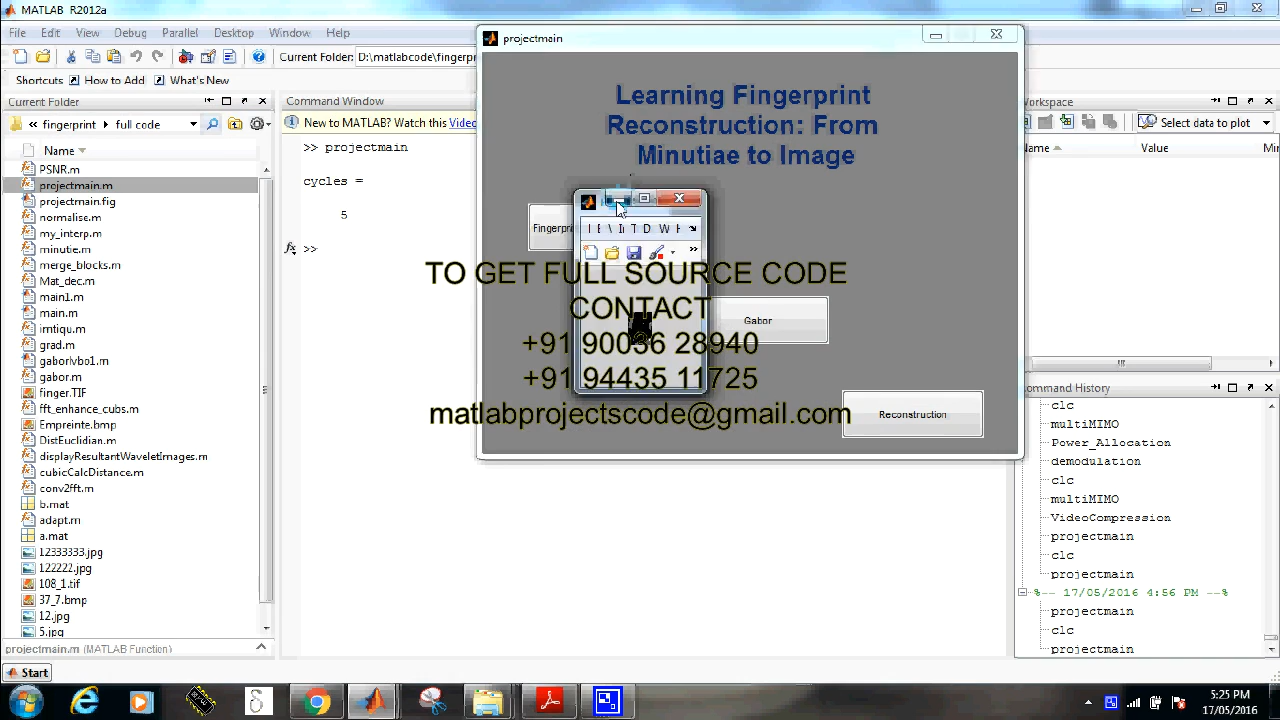 MATLAB R2012a
File Edit View Debug Parallel Desktop Window Help
Current Folder: D:\matlabcode\fingerpr
Shortcuts How to Add What's New
Current Folder
fingerprint full code
Name
PSNR.m
projectmain.m
projectmain.fig
normalise.m
my_interp.m
minutie.m
merge_blocks.m
Mat_dec.m
main1.m
main.m
imtiqu.m
grad.m
gaborlvbo1.m
gabor.m
finger.TIF
fft_enhance_cubs.m
Empreinte.bmp
DistEuclidian.m
displayResultantWaveletImages.m
cubicCalcDistance.m
conv2fft.m
b.mat
adapt.m
a.mat
12333333.jpg
122222.jpg
108_1.tif
37_7.bmp
12.jpg
5.jpg
projectmain.m (MATLAB Function)
Start
Command Window
New to MATLAB? Watch this Video
>> projectmain
cycles =
5
fx >>
projectmain
Learning Fingerprint
Reconstruction: From
Minutiae to Image
Fingerpri
Gabor
Reconstruction
TO GET FULL SOURCE CODE
CONTACT
+91 90036 28940
+91 94435 11725
matlabprojectscode@gmail.com
Workspace
Select data to plot
Name Value Min
Command History
clc
multiMIMO
Power_Allocation
demodulation
clc
multiMIMO
VideoCompression
projectmain
clc
projectmain
%-- 17/05/2016 4:56 PM --%
projectmain
clc
projectmain
5:25 PM
17/05/2016